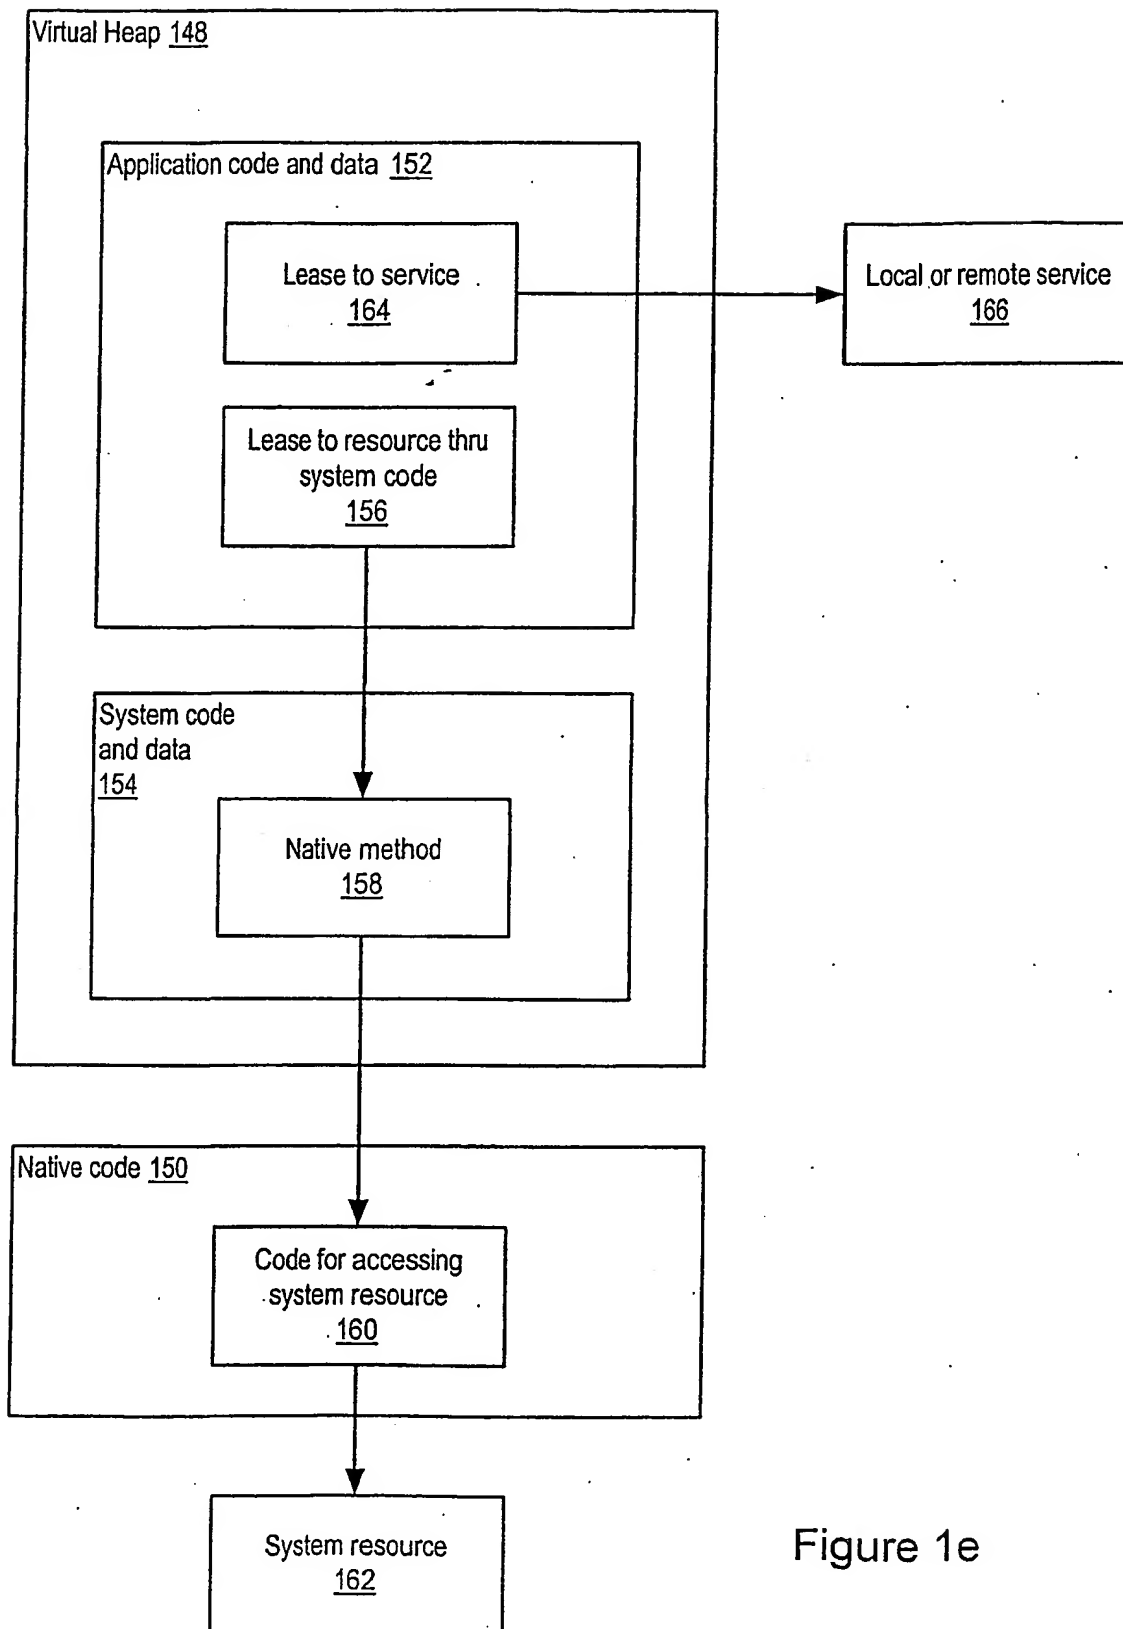 Virtual Heap 148
Application code and data 152
Lease to service
164
Local or remote service
166
Lease to resource thru
system code
156
System code
and data
154
Native method
158
Native code 150
Code for accessing
system resource
160
System resource
162
Figure 1e